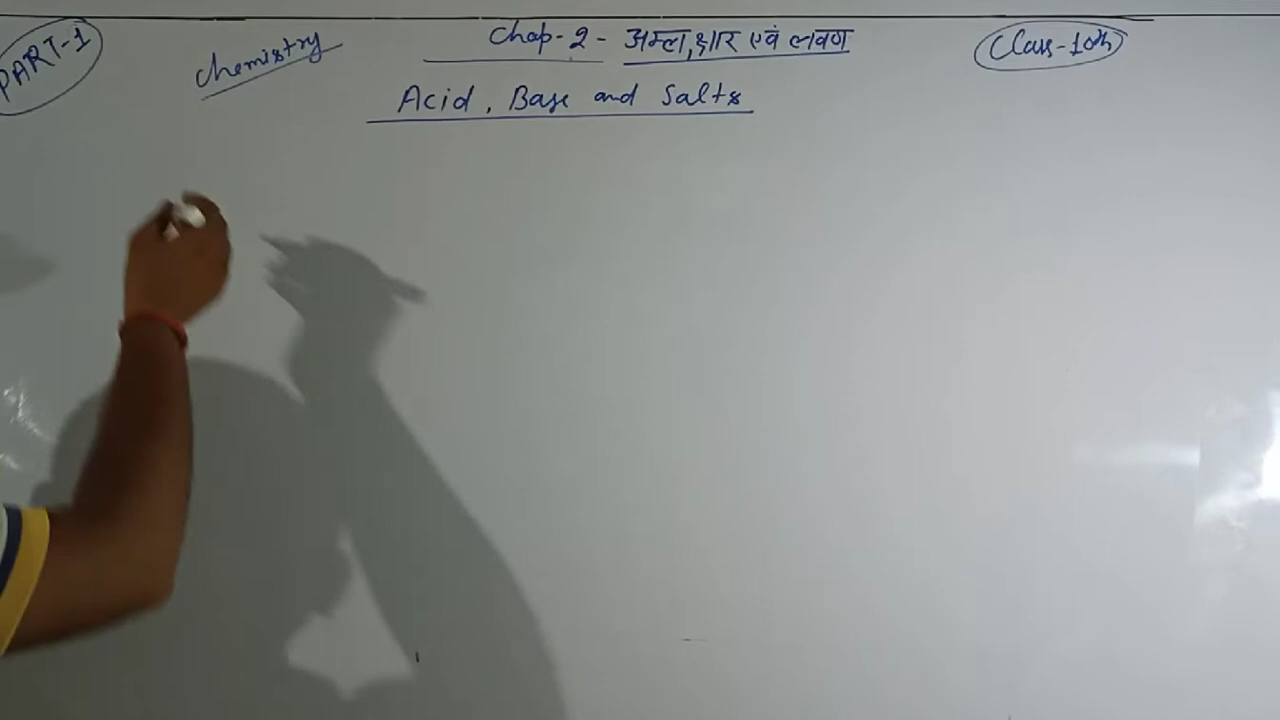 PART-1
Chemistry
Chap-2- अम्ल,क्षार एवं लवण
Class-10th
Acid, Base and Salts